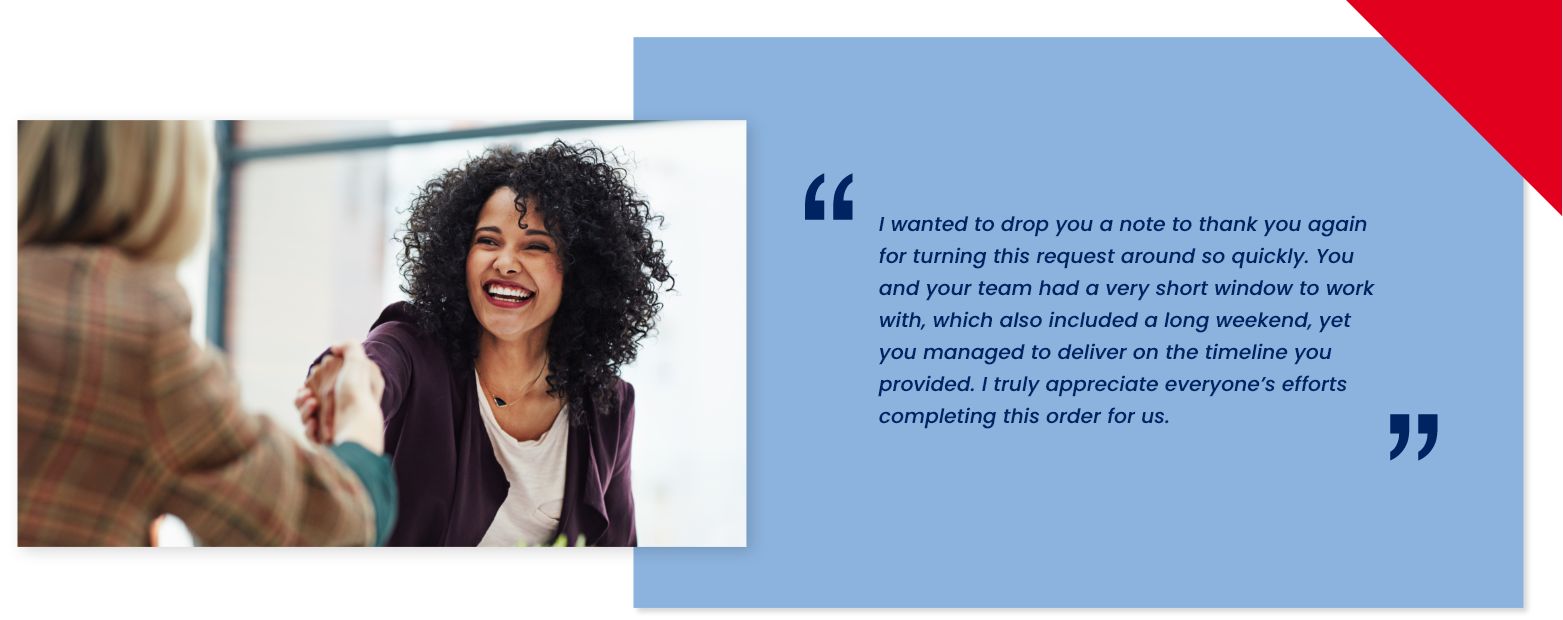 “
I wanted to drop you a note to thank you again
for turning this request around so quickly. You
and your team had a very short window to work
with, which also included a long weekend, yet
you managed to deliver on the timeline you
provided. I truly appreciate everyone’s efforts
completing this order for us.
”